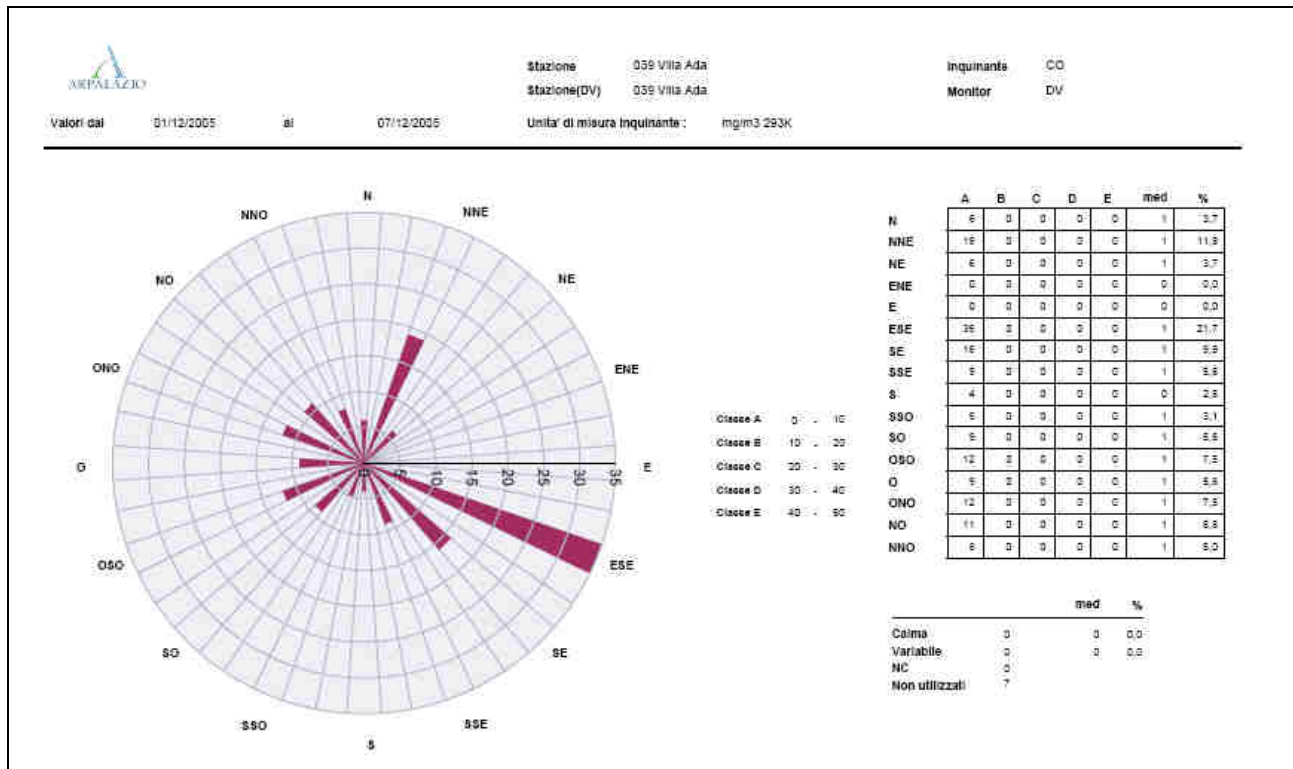 ARPALAZIO
Stazione 039 Villa Ada
Inquinante CO
Stazione(DV) 039 Villa Ada
Monitor DV
Valori dal 01/12/2005 al 07/12/2005
Unita' di misura inquinante : mg/m3 293K
N
NNE
NE
ENE
E
ESE
SE
SSE
S
SSO
SO
OSO
O
ONO
NO
NNO
0 5 10 15 20 25 30 35
Classe A 0 - 10
Classe B 10 - 20
Classe C 20 - 30
Classe D 30 - 40
Classe E 40 - 50
A B C D E med %
N 6 0 0 0 0 1 3,7
NNE 19 0 0 0 0 1 11,8
NE 6 0 0 0 0 1 3,7
ENE 0 0 0 0 0 0 0,0
E 0 0 0 0 0 0 0,0
ESE 35 0 0 0 0 1 21,7
SE 16 0 0 0 0 1 9,9
SSE 9 0 0 0 0 1 5,6
S 4 0 0 0 0 0 2,5
SSO 5 0 0 0 0 1 3,1
SO 9 0 0 0 0 1 5,6
OSO 12 0 0 0 0 1 7,5
O 9 0 0 0 0 1 5,6
ONO 12 0 0 0 0 1 7,5
NO 11 0 0 0 0 1 6,8
NNO 8 0 0 0 0 1 5,0
med %
Calma 0 0 0,0
Variabile 0 0 0,0
NC 0
Non utilizzati 7